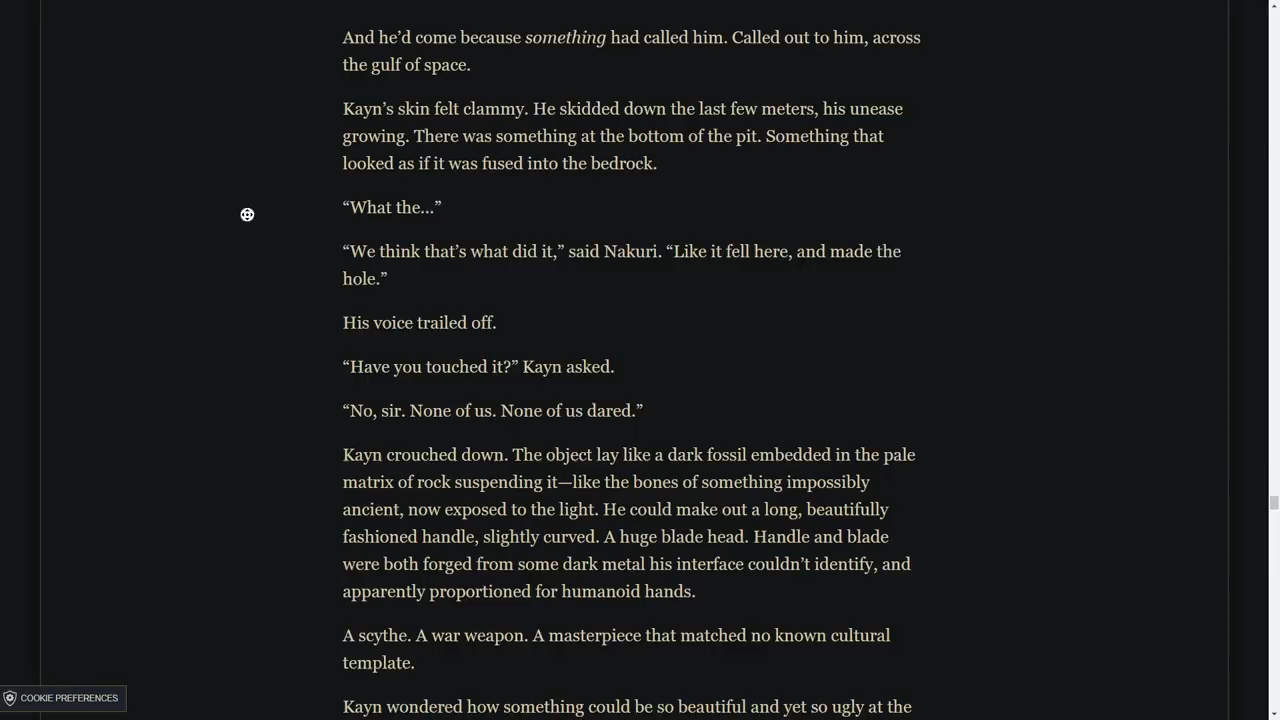 And he’d come because something had called him. Called out to him, across
the gulf of space.
Kayn’s skin felt clammy. He skidded down the last few meters, his unease
growing. There was something at the bottom of the pit. Something that
looked as if it was fused into the bedrock.
“What the…”
“We think that’s what did it,” said Nakuri. “Like it fell here, and made the
hole.”
His voice trailed off.
“Have you touched it?” Kayn asked.
“No, sir. None of us. None of us dared.”
Kayn crouched down. The object lay like a dark fossil embedded in the pale
matrix of rock suspending it—like the bones of something impossibly
ancient, now exposed to the light. He could make out a long, beautifully
fashioned handle, slightly curved. A huge blade head. Handle and blade
were both forged from some dark metal his interface couldn’t identify, and
apparently proportioned for humanoid hands.
A scythe. A war weapon. A masterpiece that matched no known cultural
template.
COOKIE PREFERENCES
Kayn wondered how something could be so beautiful and yet so ugly at the